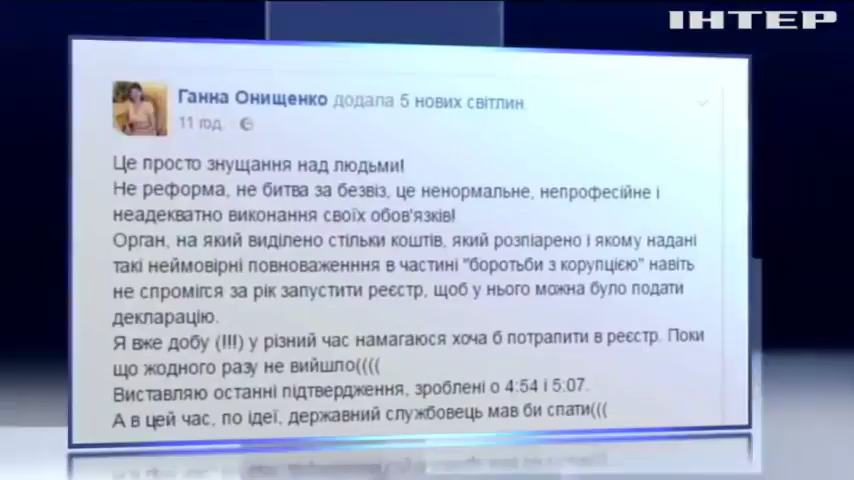 ІНТЕР
Ганна Онищенко додала 5 нових світлин
11 год.
Це просто знущання над людьми!
Не реформа, не битва за безвіз, це ненормальне, непрофесійне і
неадекватно виконання своїх обов'язків!
Орган, на який виділено стільки коштів, який розпіарено і якому надані
такі неймовірні повноваженння в частині "боротьби з корупцією" навіть
не спромігся за рік запустити реєстр, щоб у нього можна було подати
декларацію.
Я вже добу (!!!) у різний час намагаюся хоча б потрапити в реєстр. Поки
що жодного разу не вийшло((((
Виставляю останні підтвердження, зроблені о 4:54 і 5:07.
А в цей час, по ідеї, державний службовець мав би спати(((